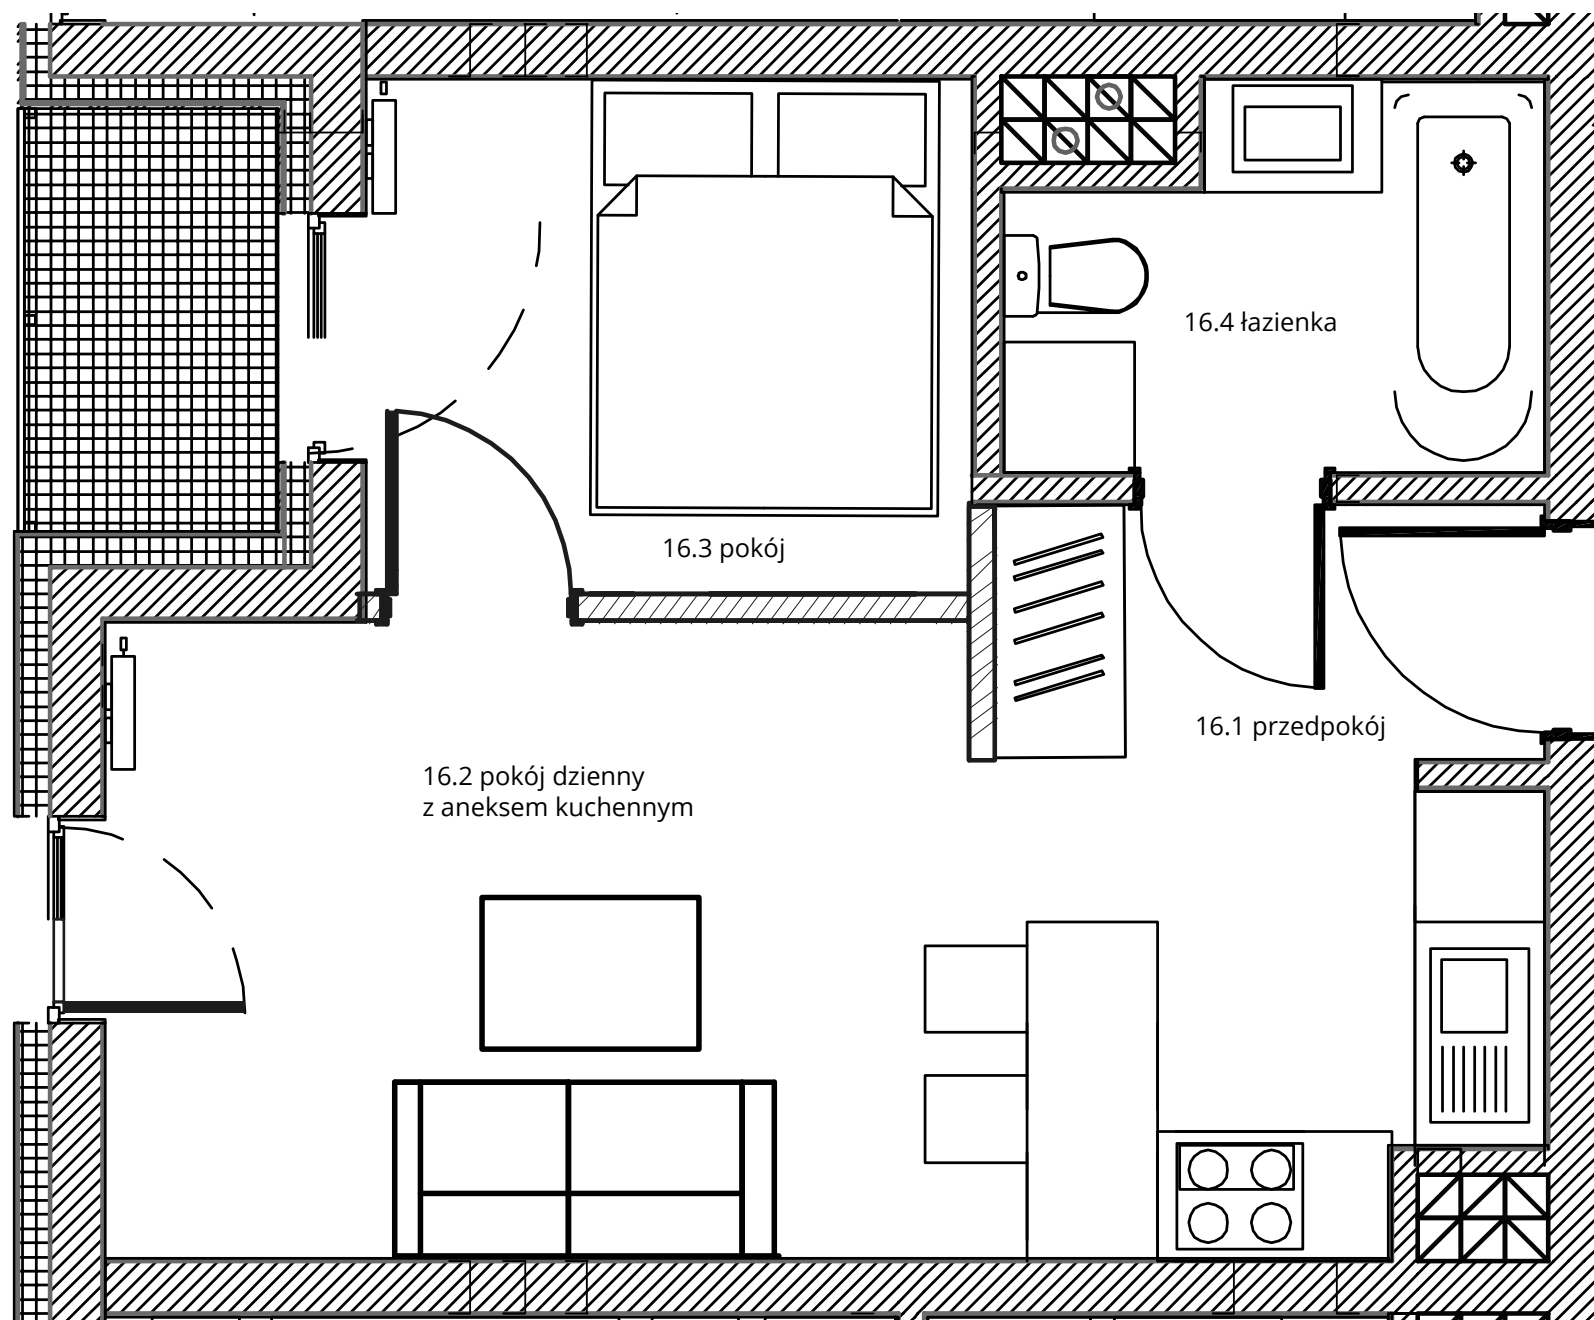 16.4 łazienka
16.3 pokój
16.1 przedpokój
16.2 pokój dzienny
z aneksem kuchennym